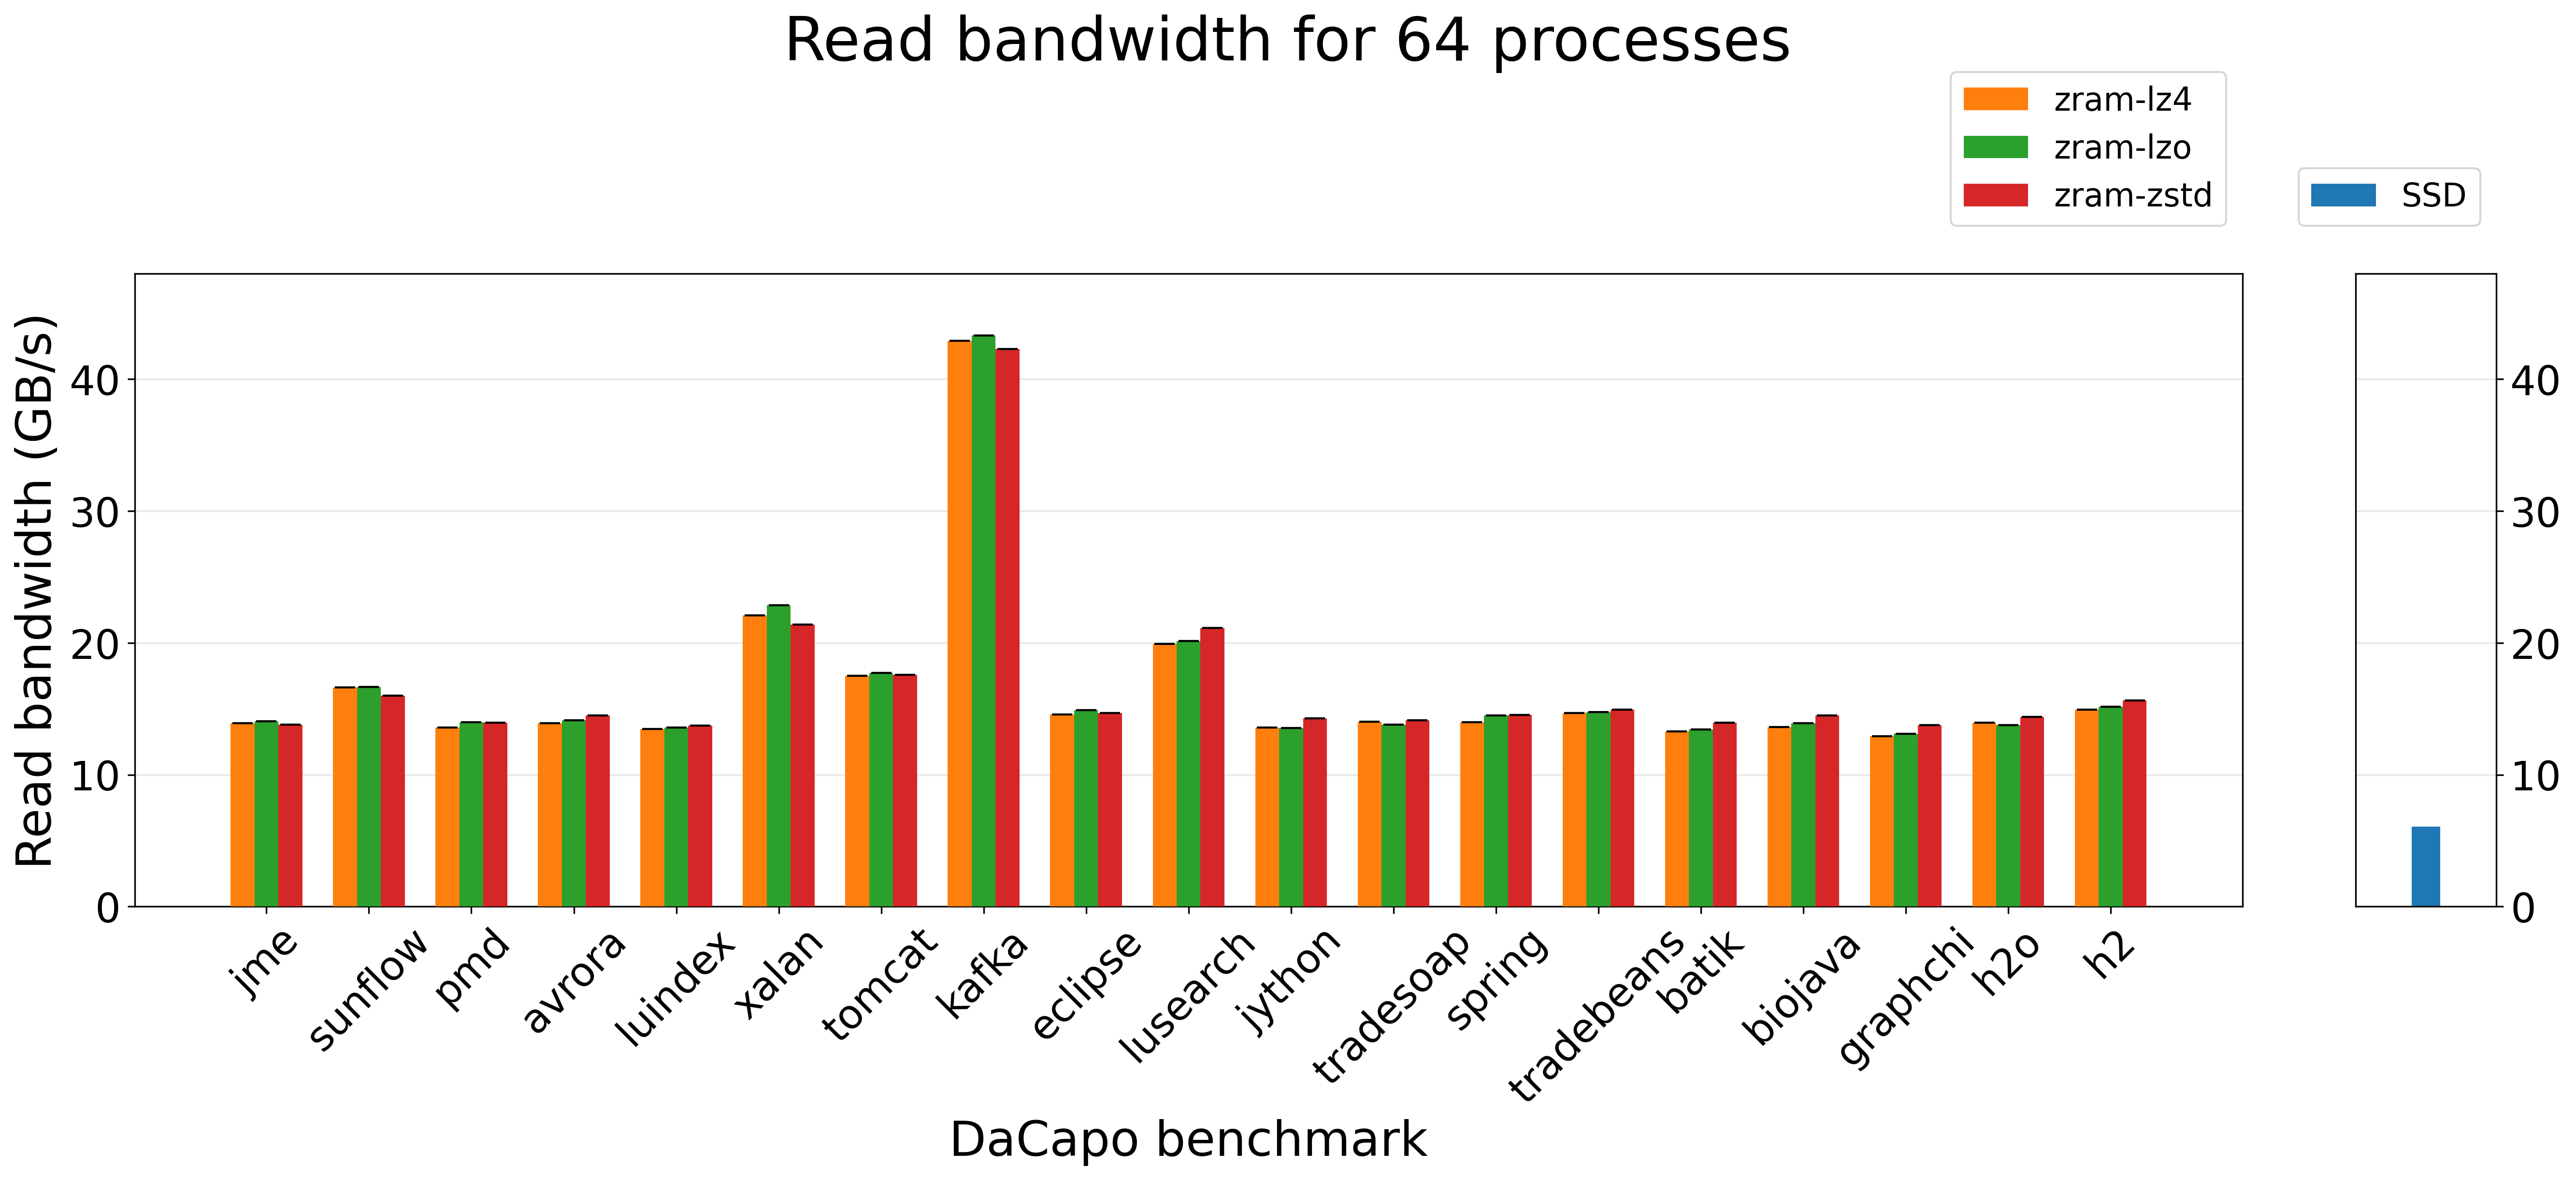 Read bandwidth for 64 processes
zram-lz4
zram-lzo
zram-zstd
SSD
Read bandwidth (GB/s)
40
30
20
10
0
40
30
20
10
0
jme
sunflow
pmd
avrora
luindex
xalan
tomcat
kafka
eclipse
lusearch
jython
tradesoap
spring
tradebeans
batik
biojava
graphchi
h2o
h2
DaCapo benchmark